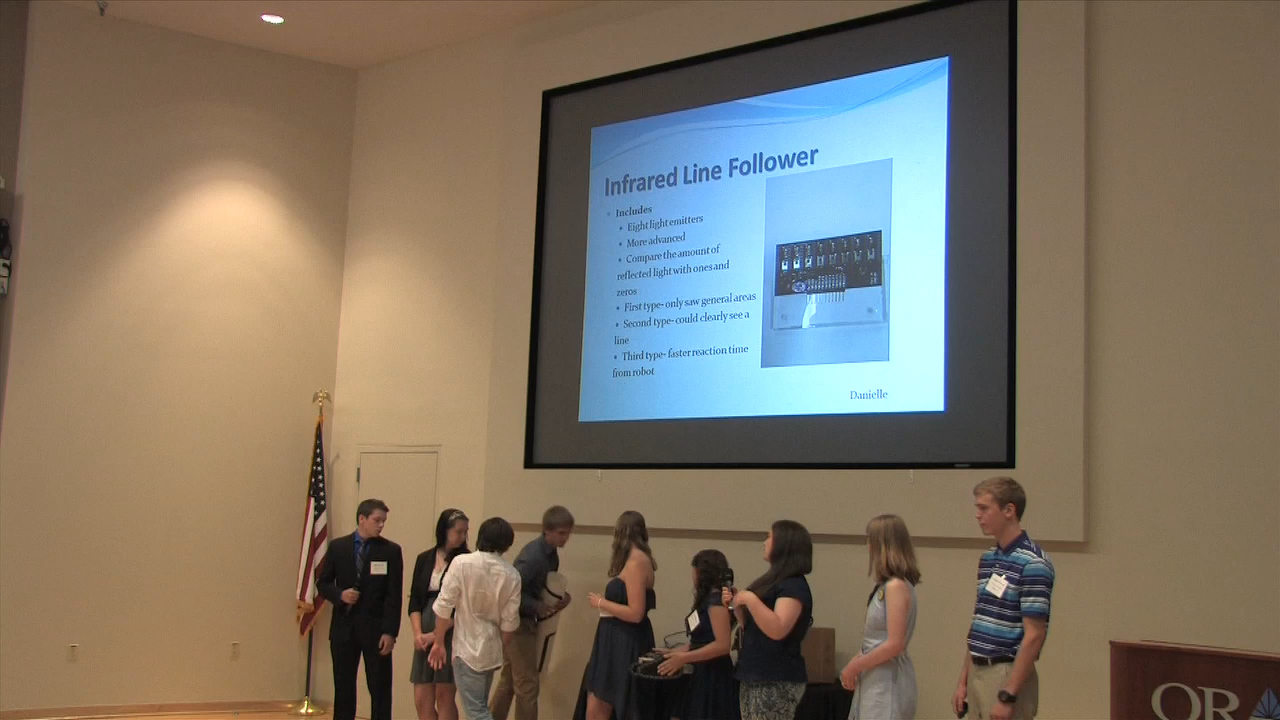 Infrared Line Follower
Includes
Eight light emitters
More advanced
Compare the amount of
reflected light with ones and
zeros
First type- only saw general areas
Second type- could clearly see a
line
Third type- faster reaction time
from robot
Danielle
OR